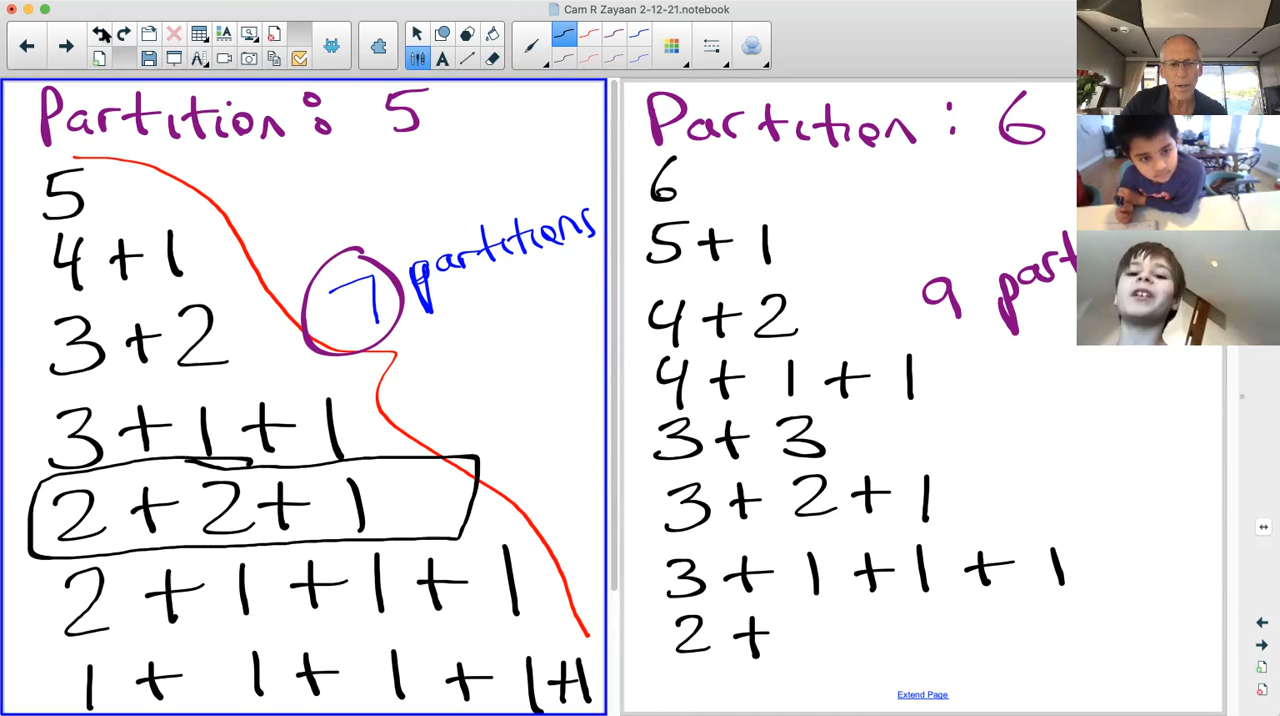 Cam R Zayaan 2-12-21.notebook
Partition: 5
5
4 + 1
3 + 2
3 + 1 + 1
2 + 2 + 1
2 + 1 + 1 + 1
1 + 1 + 1 + 1+1
7 partitions
Partition: 6
6
5 + 1
4 + 2
4 + 1 + 1
3 + 3
3 + 2 + 1
3 + 1 + 1 + 1
2 +
9 part
Extend Page